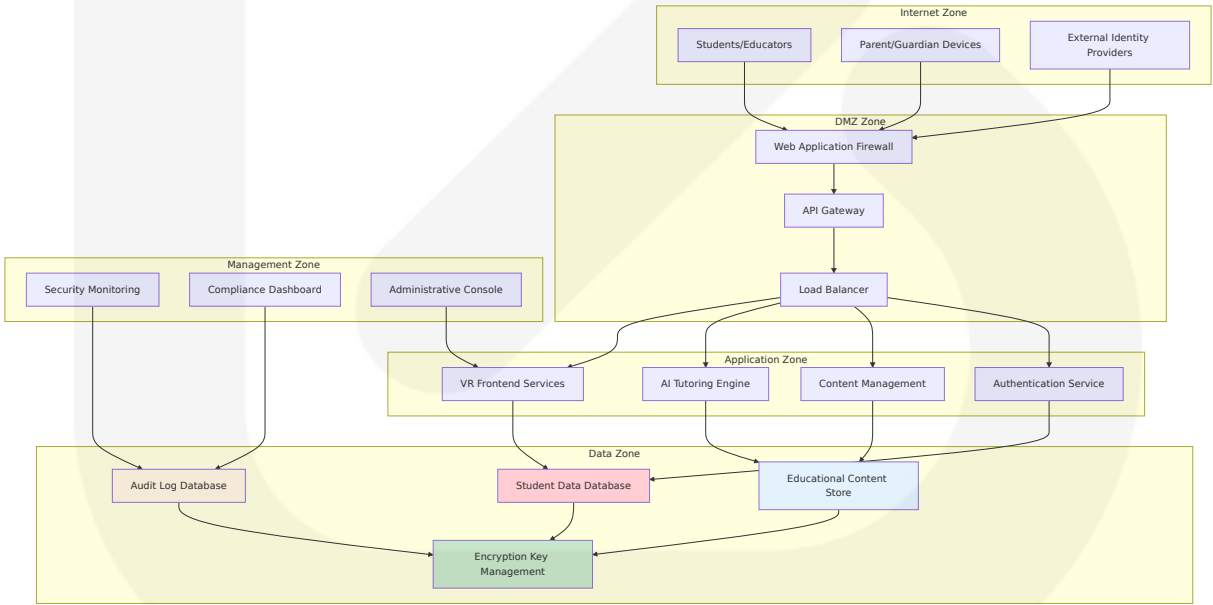 Internet Zone
Students/Educators
Parent/Guardian Devices
External Identity
Providers
DMZ Zone
Web Application Firewall
API Gateway
Load Balancer
Management Zone
Security Monitoring
Compliance Dashboard
Administrative Console
Application Zone
VR Frontend Services
AI Tutoring Engine
Content Management
Authentication Service
Data Zone
Audit Log Database
Student Data Database
Educational Content
Store
Encryption Key
Management